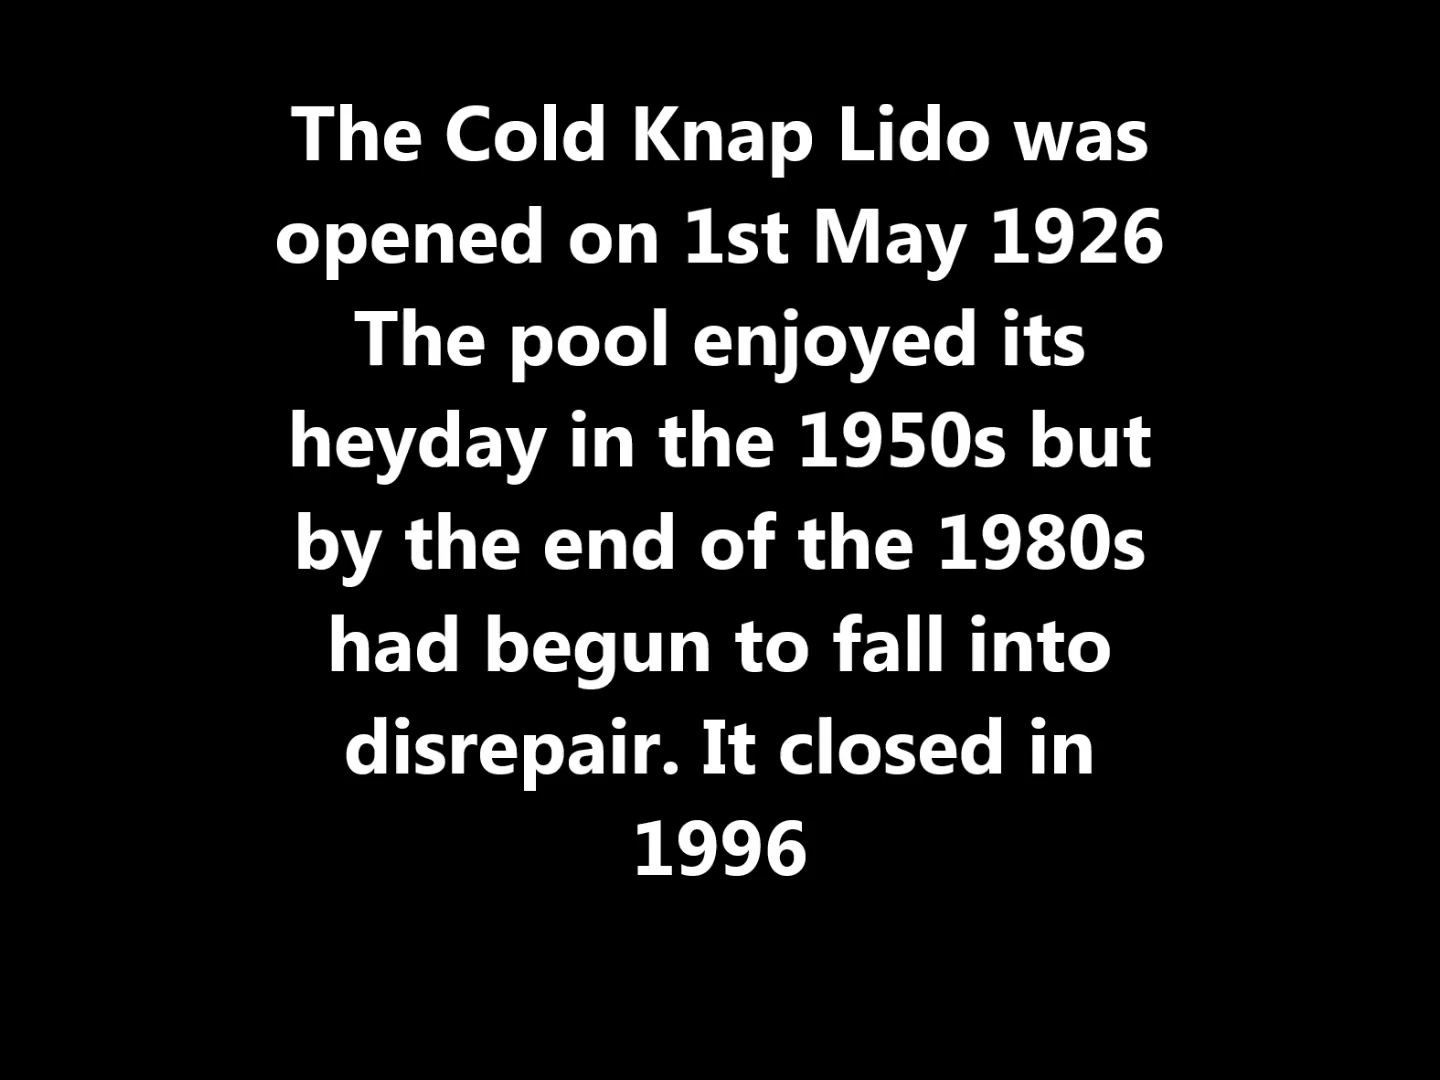 The Cold Knap Lido was
opened on 1st May 1926
The pool enjoyed its
heyday in the 1950s but
by the end of the 1980s
had begun to fall into
disrepair. It closed in
1996